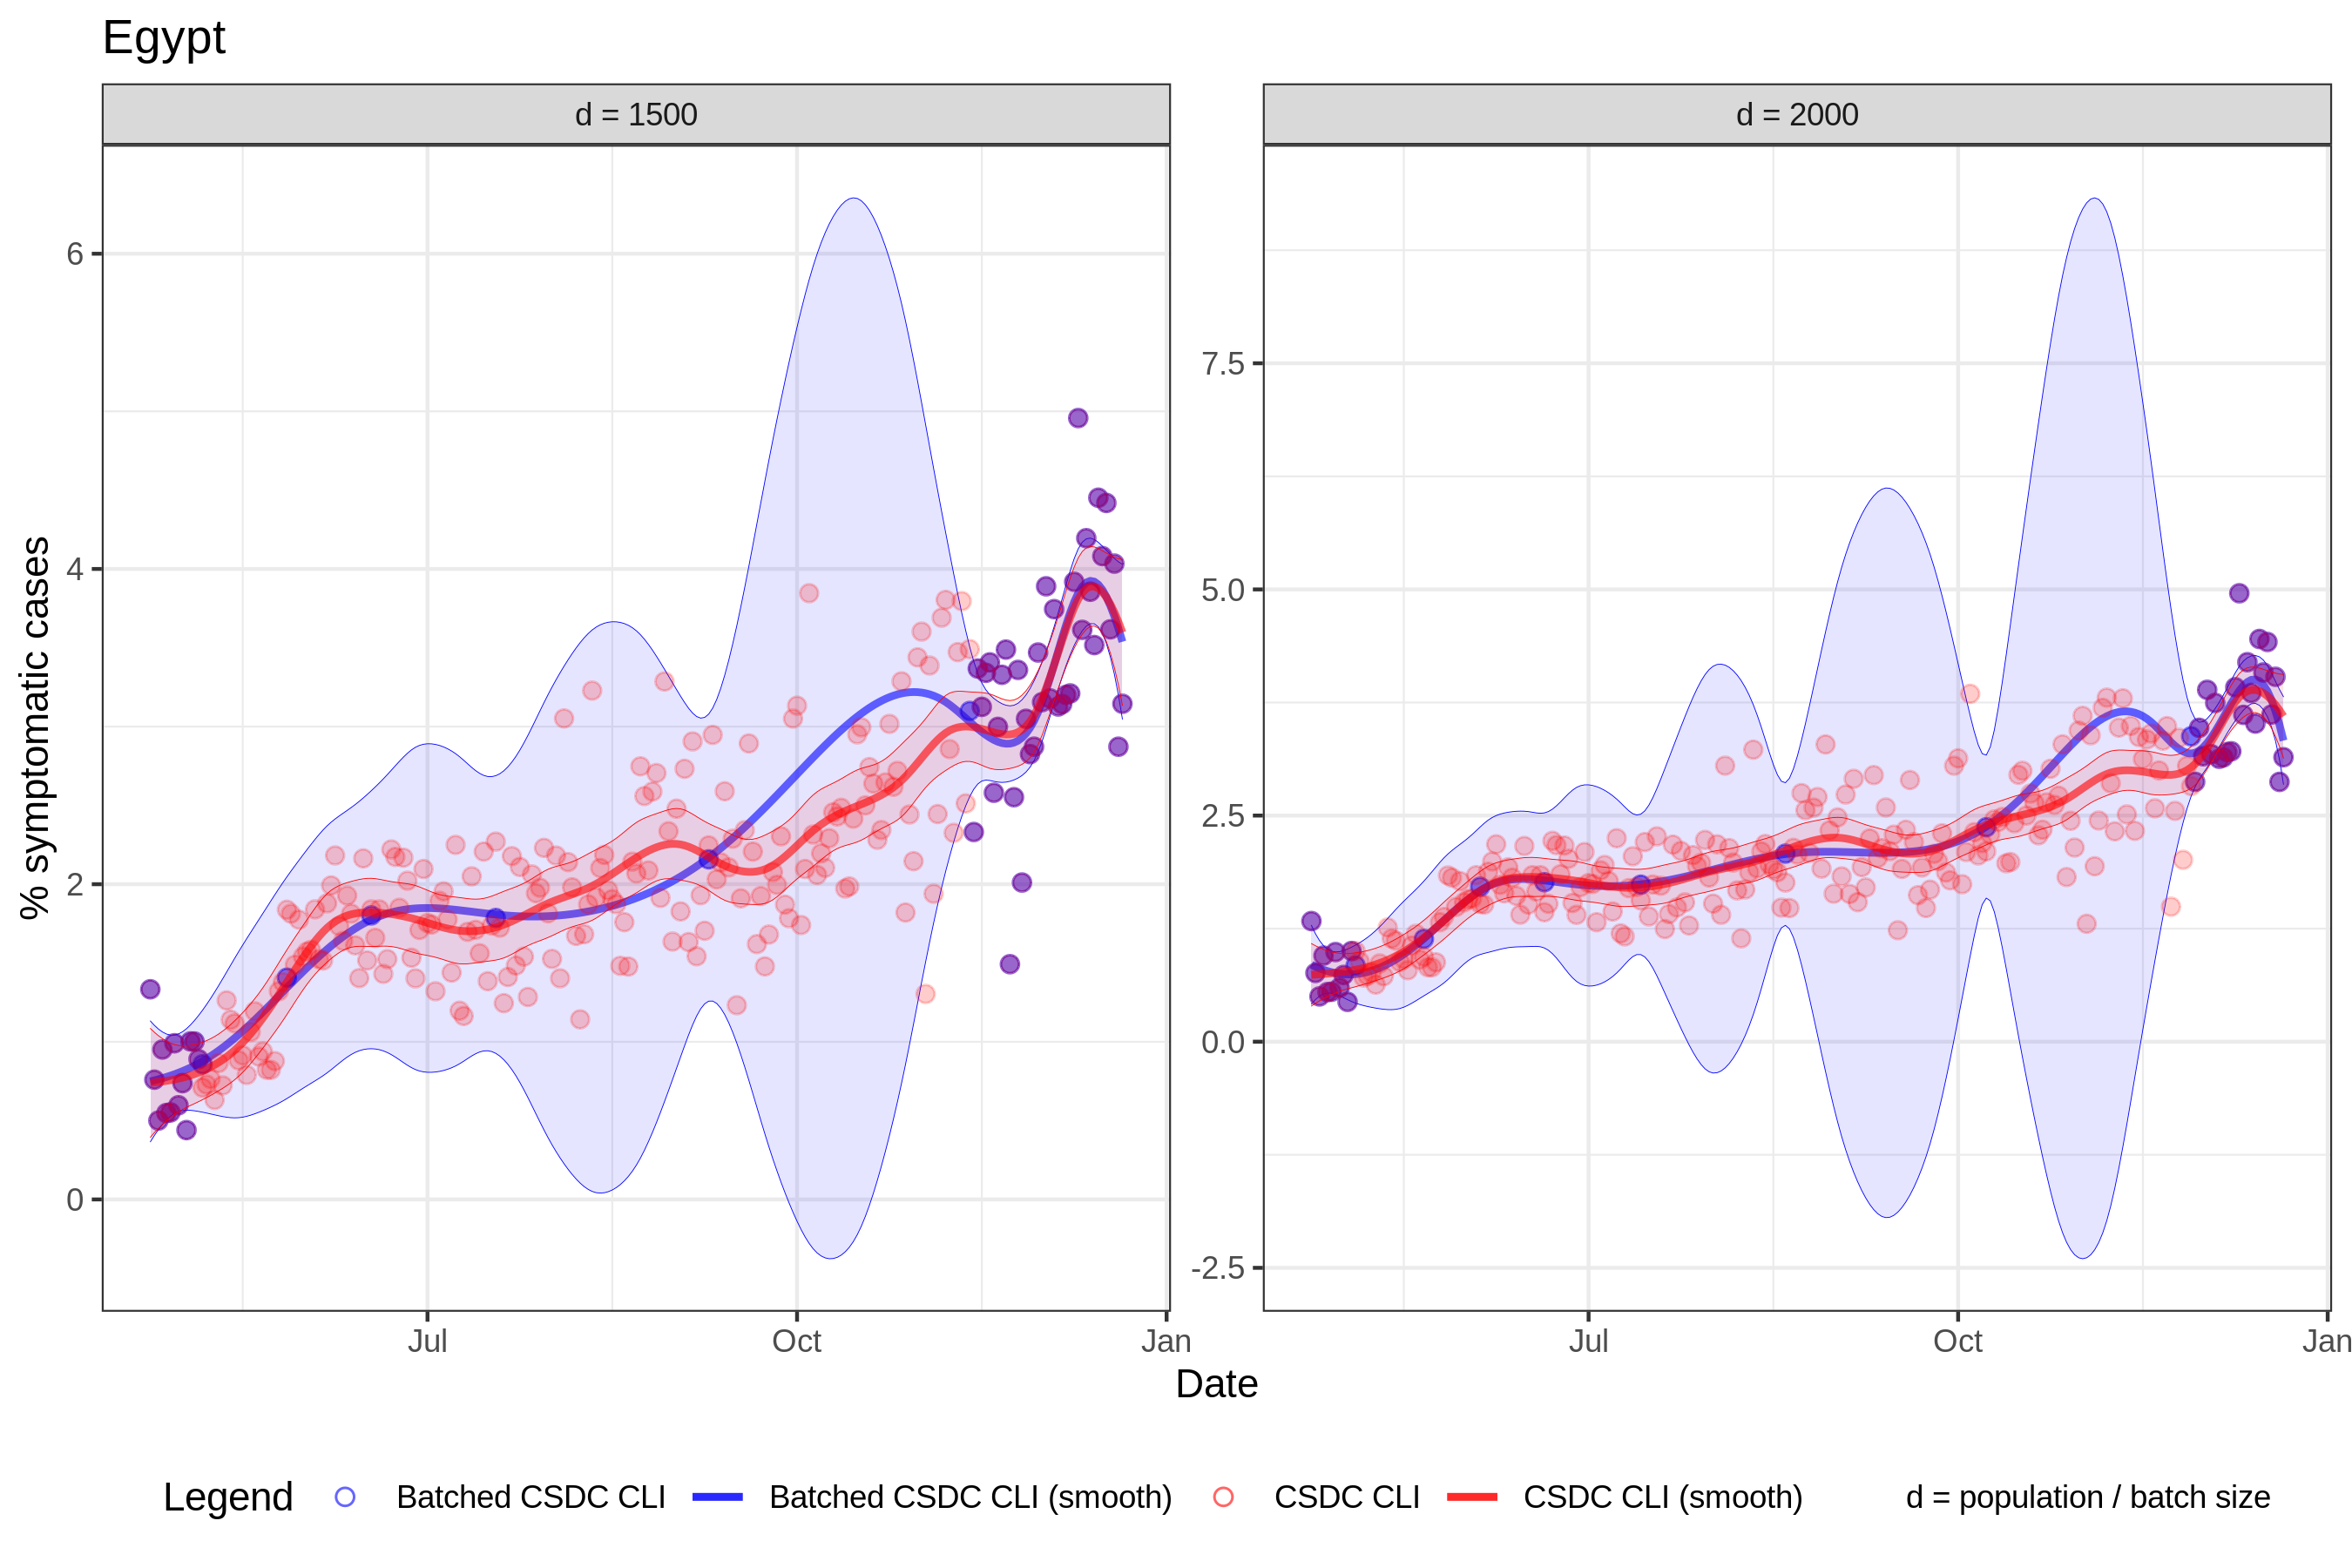 Egypt
d = 1500
d = 2000
% symptomatic cases
6
4
2
0
7.5
5.0
2.5
0.0
-2.5
Jul
Oct
Jan
Jul
Oct
Jan
Date
Legend
Batched CSDC CLI
Batched CSDC CLI (smooth)
CSDC CLI
CSDC CLI (smooth)
d = population / batch size